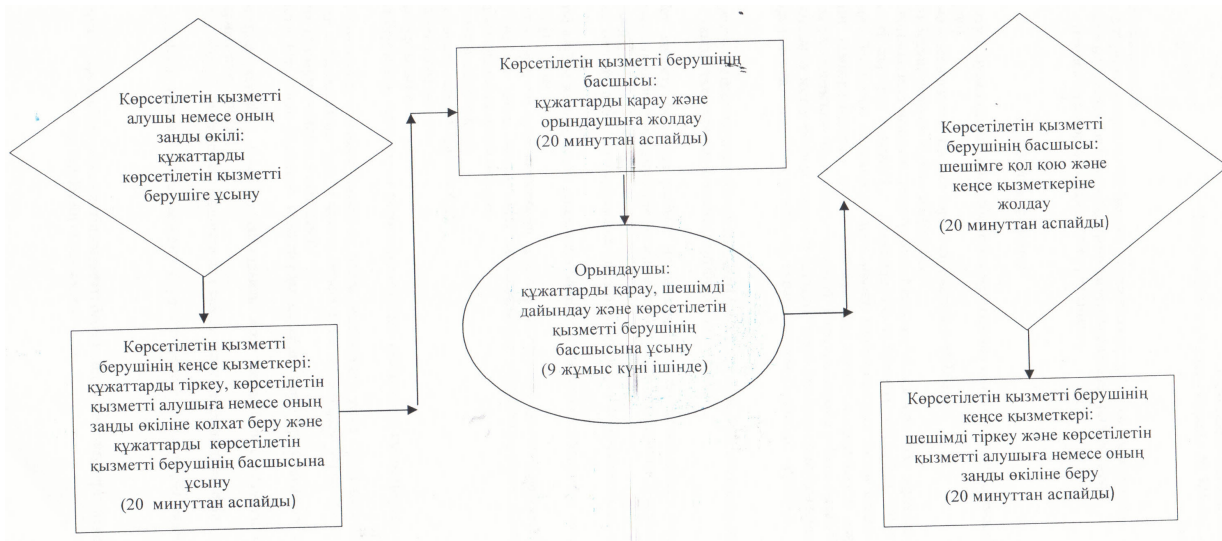 Көрсетілетін қызметті
алушы немесе оның
заңды өкілі:
құжаттарды
көрсетілетін қызметті
берушіге ұсыну
Көрсетілетін қызметті
берушінің кеңсе қызметкері:
құжаттарды тіркеу, көрсетілетін
қызметті алушыға немесе оның
заңды өкіліне қолхат беру және
құжаттарды көрсетілетін
қызметті берушінің басшысына
ұсыну
(20 минуттан аспайды)
Көрсетілетін қызметті берушінің
басшысы:
құжаттарды қарау және
орындаушыға жолдау
(20 минуттан аспайды)
Орындаушы:
құжаттарды қарау, шешімді
дайындау және көрсетілетін
қызметті берушінің
басшысына ұсыну
(9 жұмыс күні ішінде)
Көрсетілетін қызметті
берушінің басшысы:
шешімге қол қою және
кеңсе қызметкеріне
жолдау
(20 минуттан аспайды)
Көрсетілетін қызметті берушінің
кеңсе қызметкері:
шешімді тіркеу және көрсетілетін
қызметті алушыға немесе оның
заңды өкіліне беру
(20 минуттан аспайды)